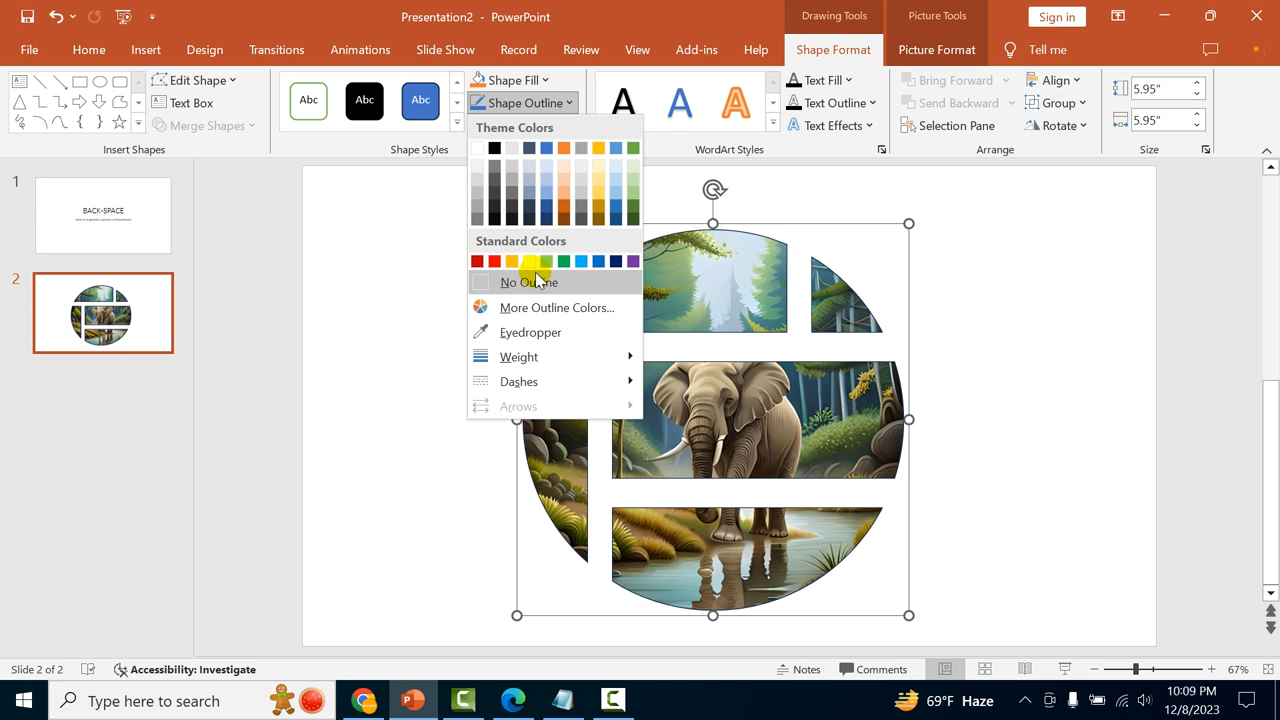 Presentation2 - PowerPoint
Drawing Tools
Picture Tools
Sign in
File
Home
Insert
Design
Transitions
Animations
Slide Show
Record
Review
View
Add-ins
Help
Shape Format
Picture Format
Tell me
Edit Shape
Text Box
Merge Shapes
Insert Shapes
Abc
Abc
Abc
Shape Styles
Shape Fill
Shape Outline
A
A
A
WordArt Styles
Text Fill
Text Outline
Text Effects
Bring Forward
Send Backward
Selection Pane
Align
Group
Rotate
Arrange
5.95"
5.95"
Size
Theme Colors
Standard Colors
No Outline
More Outline Colors...
Eyedropper
Weight
Dashes
Arrows
1
BACK-SPACE
2
Slide 2 of 2
Accessibility: Investigate
Notes
Comments
67%
Type here to search
69°F Haze
10:09 PM
12/8/2023